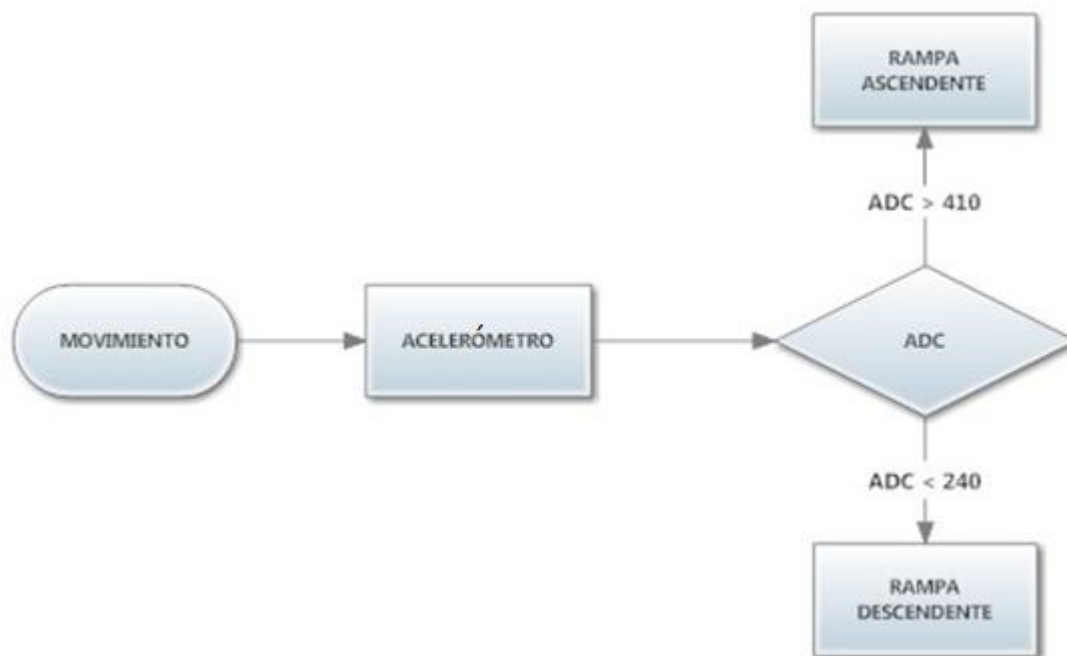 RAMPA
ASCENDENTE
ADC > 410
MOVIMIENTO
ACELERÓMETRO
ADC
ADC < 240
RAMPA
DESCENDENTE